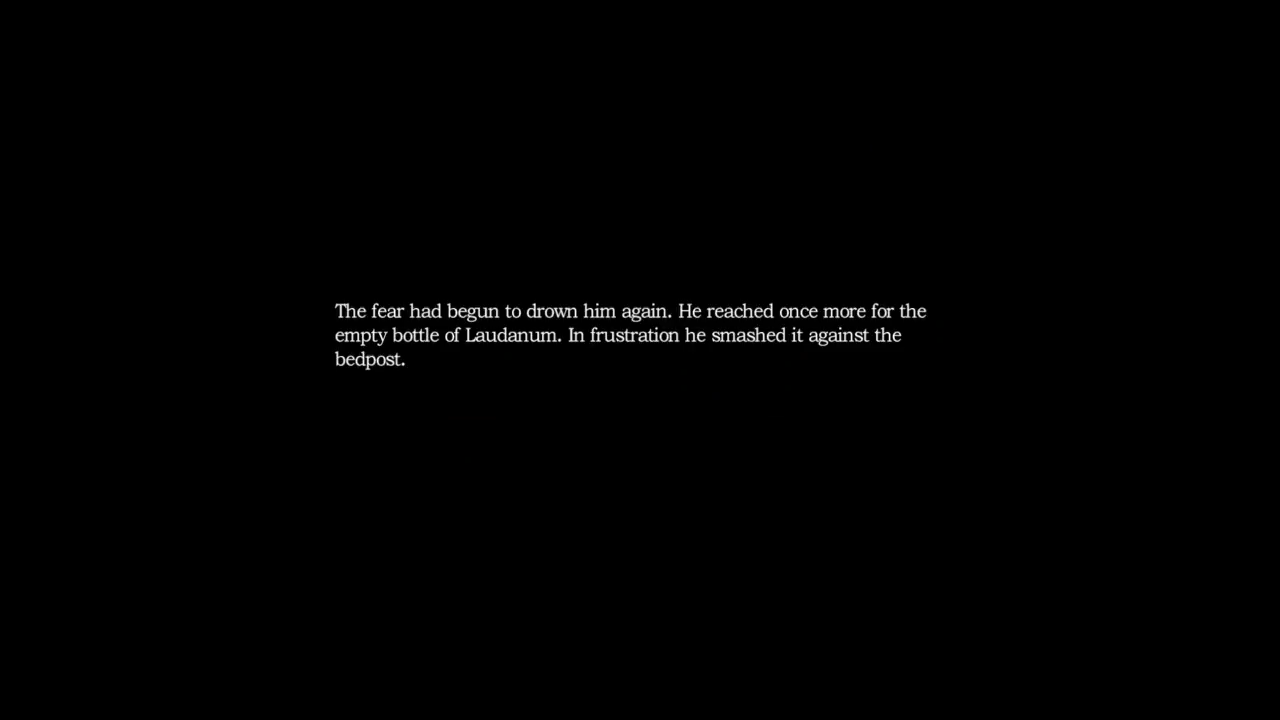 The fear had begun to drown him again. He reached once more for the
empty bottle of Laudanum. In frustration he smashed it against the
bedpost.